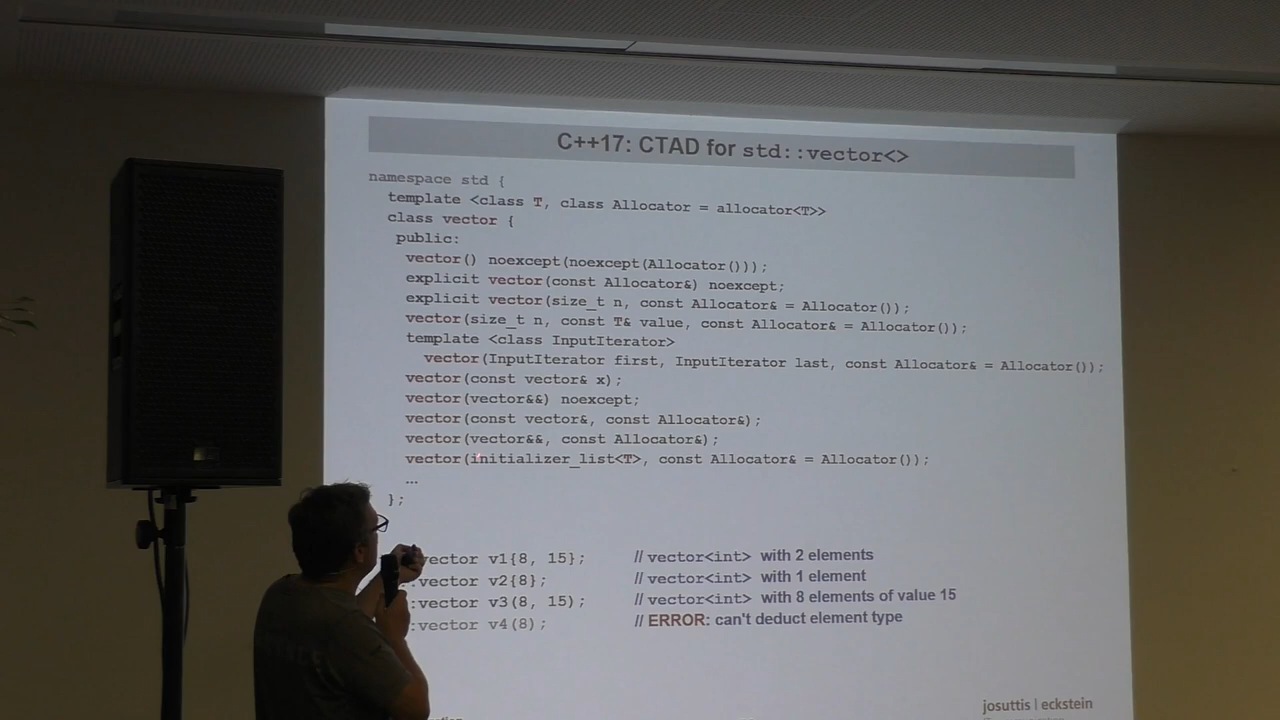 C++17: CTAD for std::vector<>
namespace std {
template <class T, class Allocator = allocator<T>>
class vector {
public:
vector() noexcept(noexcept(Allocator()));
explicit vector(const Allocator&) noexcept;
explicit vector(size_t n, const Allocator& = Allocator());
vector(size_t n, const T& value, const Allocator& = Allocator());
template <class InputIterator>
vector(InputIterator first, InputIterator last, const Allocator& = Allocator());
vector(const vector& x);
vector(vector&&) noexcept;
vector(const vector&, const Allocator&);
vector(vector&&, const Allocator&);
vector(initializer_list<T>, const Allocator& = Allocator());
...
};
vector v1{8, 15}; // vector<int> with 2 elements
:vector v2{8}; // vector<int> with 1 element
:vector v3(8, 15); // vector<int> with 8 elements of value 15
:vector v4(8); // ERROR: can't deduct element type
josuttis | eckstein